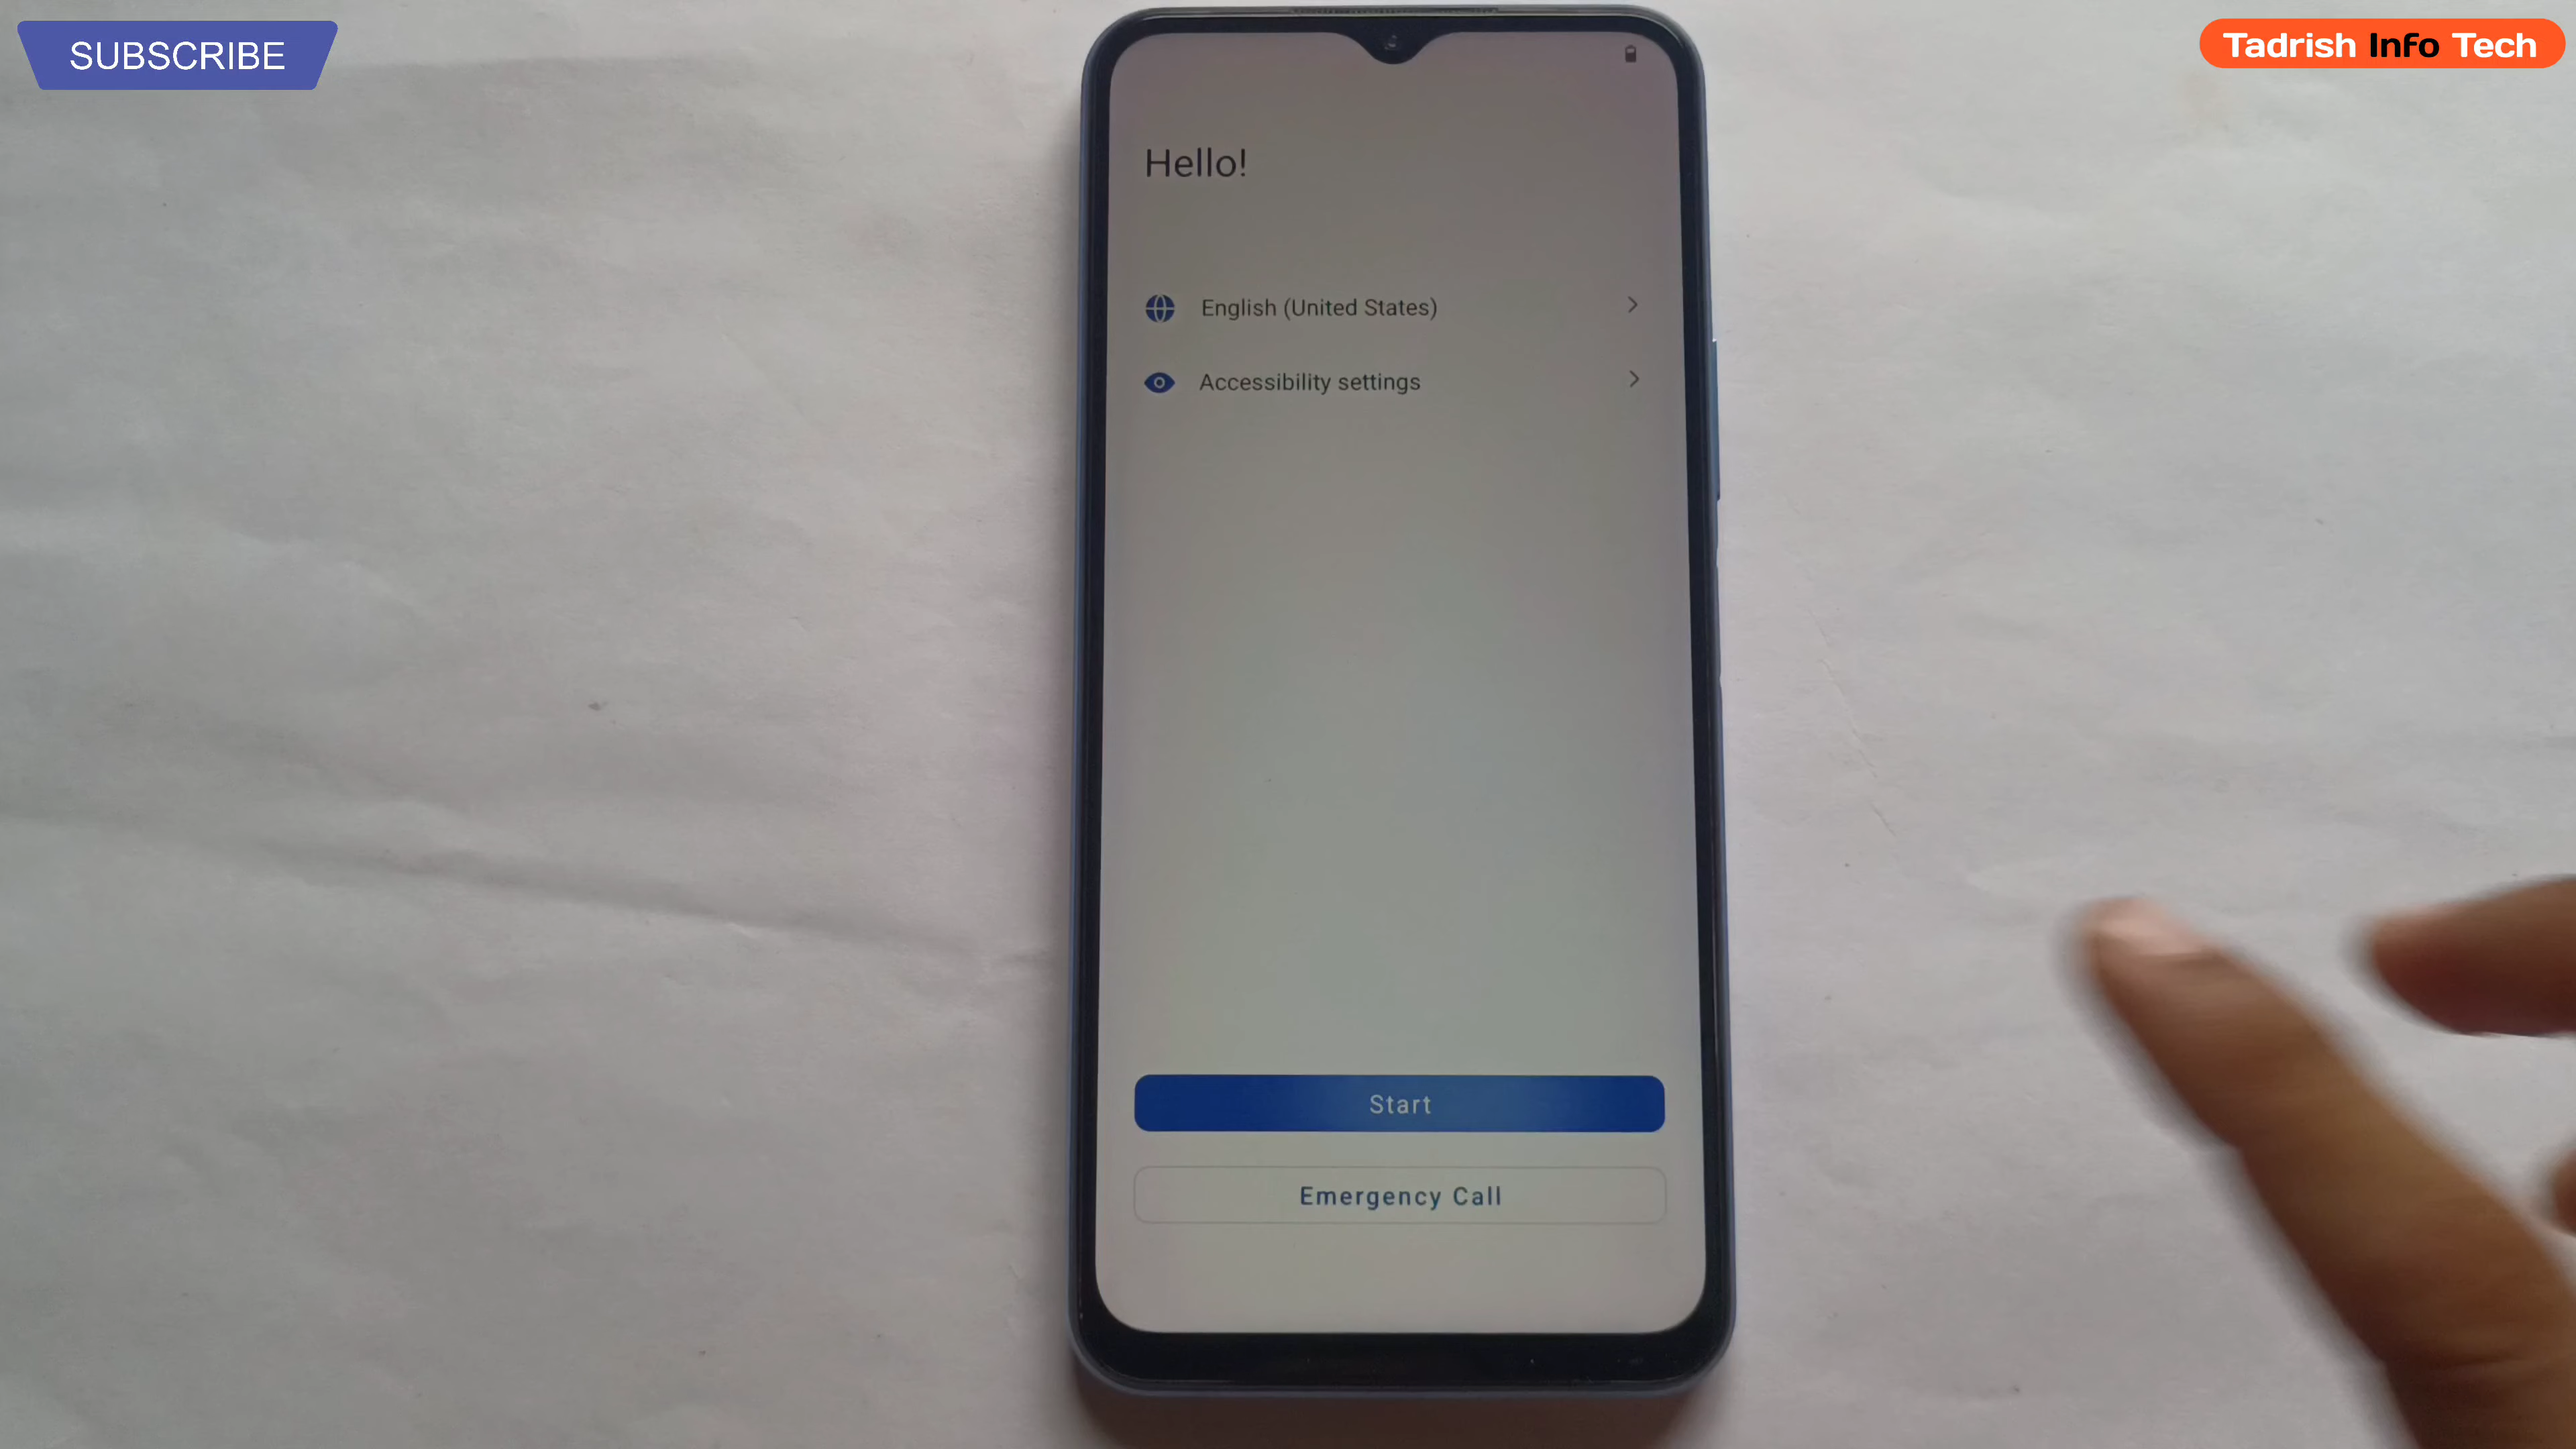 SUBSCRIBE
Tadrish Info Tech
Hello!
English (United States)
Accessibility settings
Start
Emergency Call